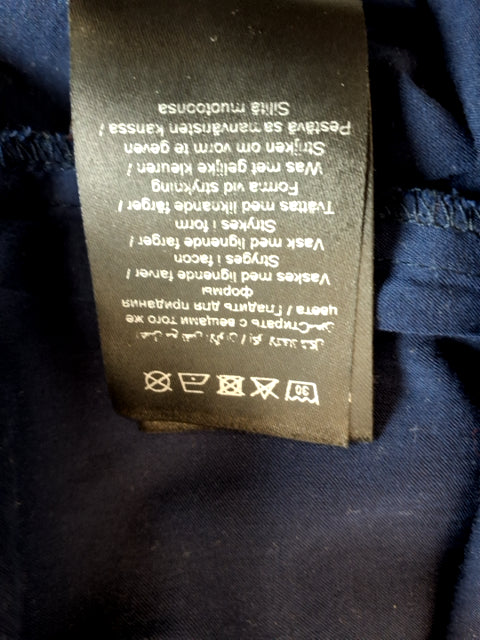 30
Стирать с вещами того же
цвета / Гладить для придания
формы
Vaskes med lignende farver /
Stryges i facon
Vask med lignende farger /
Strykes i form
Tvättas med liknande färger /
Forma vid strykning
Was met gelijke kleuren /
Strijken om vorm te geven
Pestävä sa manväristen kanssa /
Silitä muotoonsa